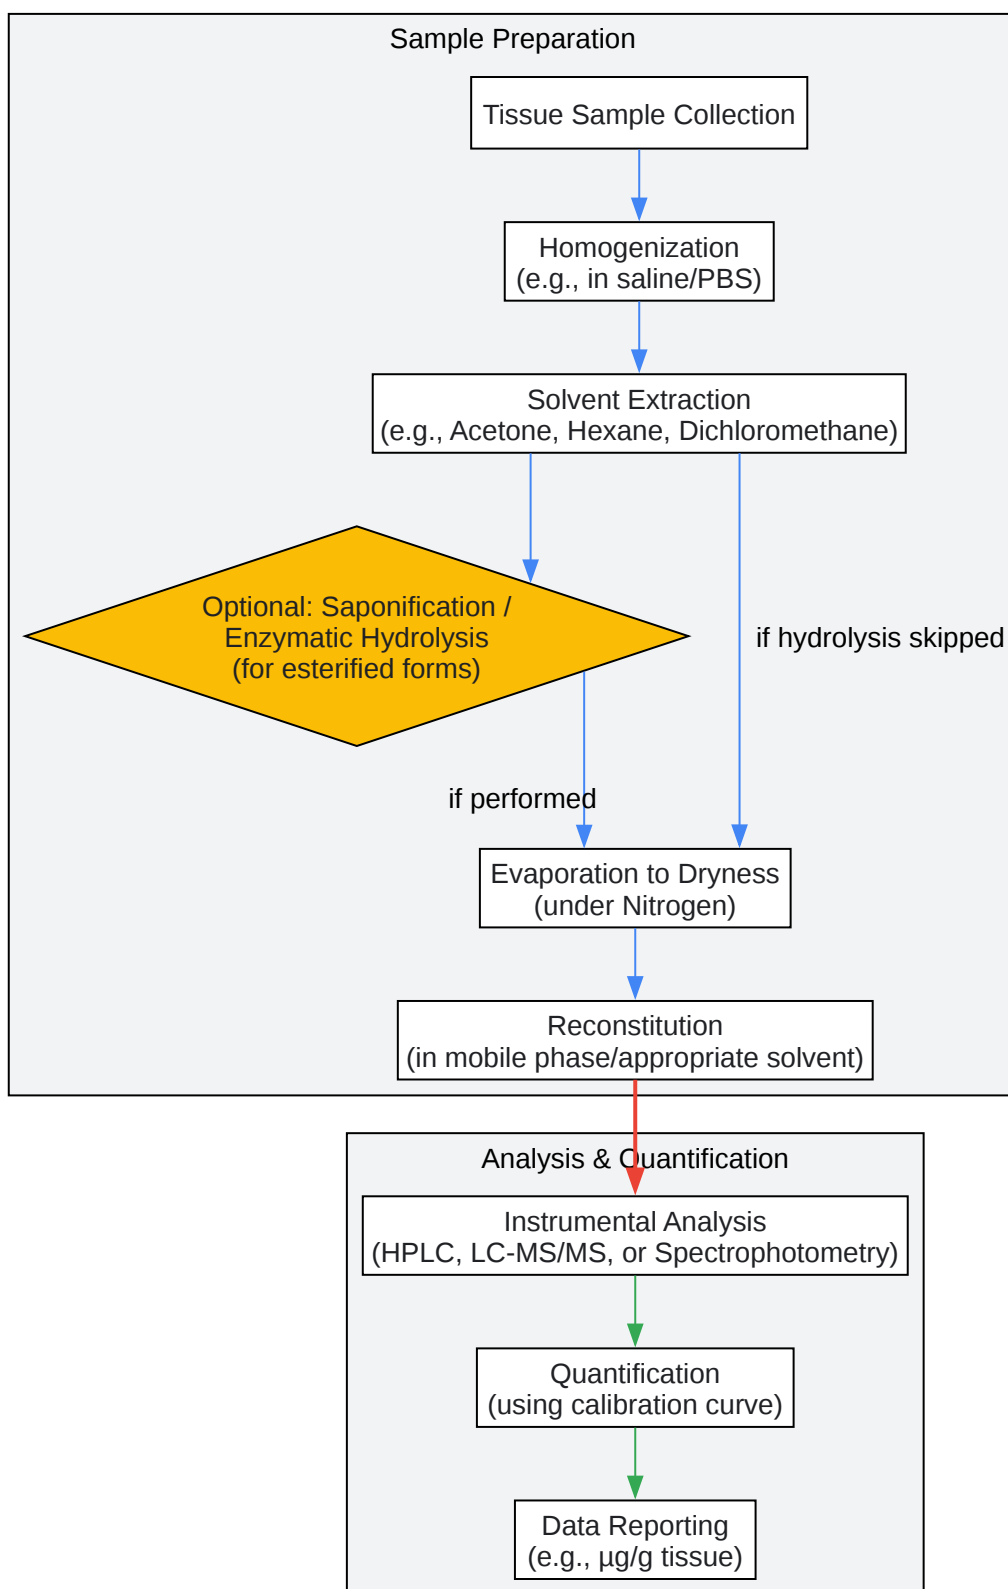 Sample Preparation
Tissue Sample Collection
Homogenization
(e.g., in saline/PBS)
Solvent Extraction
(e.g., Acetone, Hexane, Dichloromethane)
Optional: Saponification /
Enzymatic Hydrolysis
(for esterified forms)
if hydrolysis skipped
if performed
Evaporation to Dryness
(under Nitrogen)
Reconstitution
(in mobile phase/appropriate solvent)
Analysis & Quantification
Instrumental Analysis
(HPLC, LC-MS/MS, or Spectrophotometry)
Quantification
(using calibration curve)
Data Reporting
(e.g., µg/g tissue)